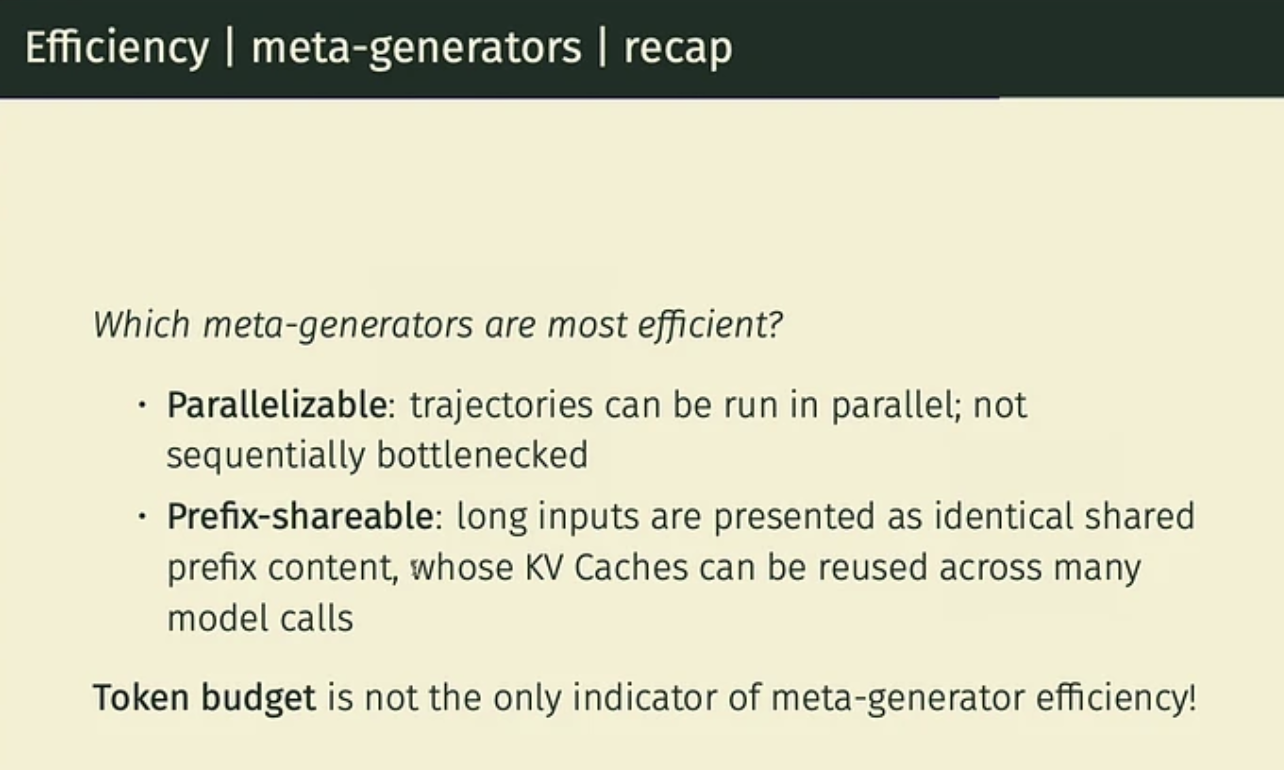 Efficiency | meta-generators | recap
Which meta-generators are most efficient?
· Parallelizable: trajectories can be run in parallel; not
sequentially bottlenecked
· Prefix-shareable: long inputs are presented as identical shared
prefix content, whose KV Caches can be reused across many
model calls
Token budget is not the only indicator of meta-generator efficiency!